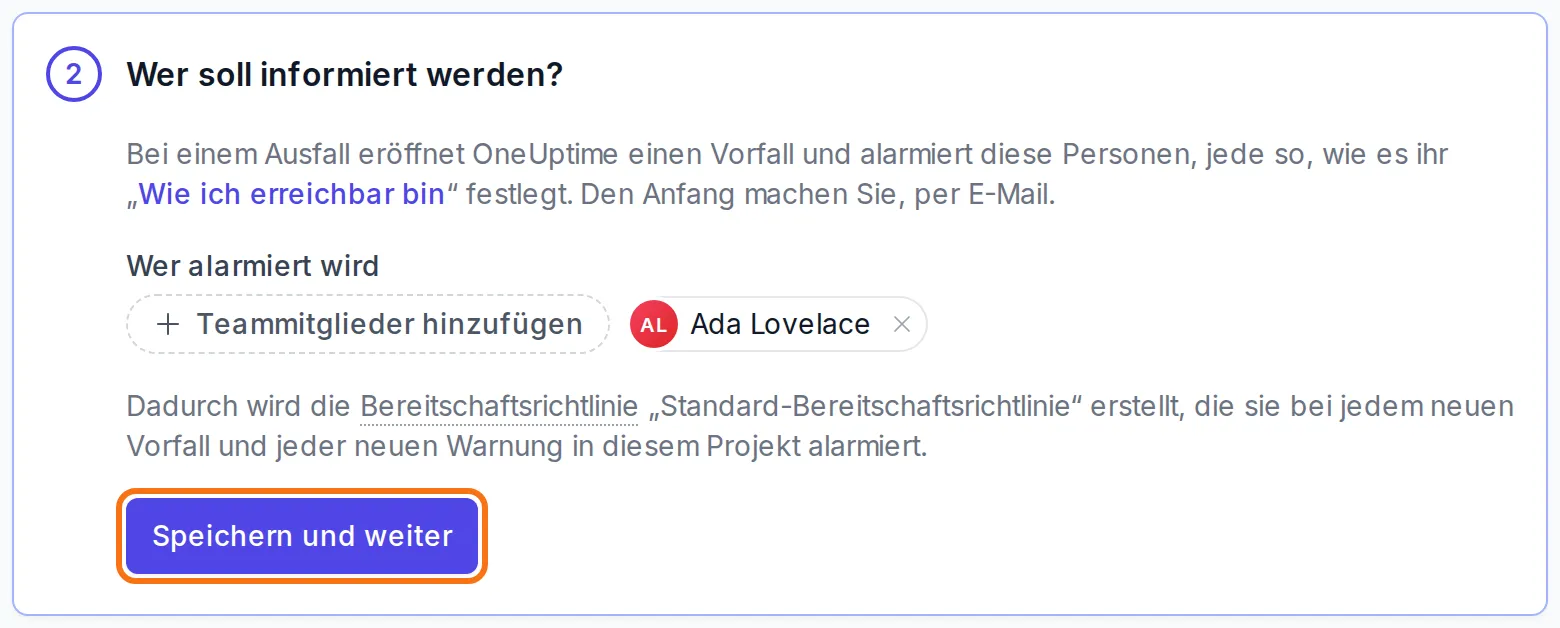 2
Wer soll informiert werden?
Bei einem Ausfall eröffnet OneUptime einen Vorfall und alarmiert diese Personen, jede so, wie es ihr
„Wie ich erreichbar bin“ festlegt. Den Anfang machen Sie, per E-Mail.
Wer alarmiert wird
Teammitglieder hinzufügen
AL Ada Lovelace
Dadurch wird die Bereitschaftsrichtlinie „Standard-Bereitschaftsrichtlinie“ erstellt, die sie bei jedem neuen
Vorfall und jeder neuen Warnung in diesem Projekt alarmiert.
Speichern und weiter